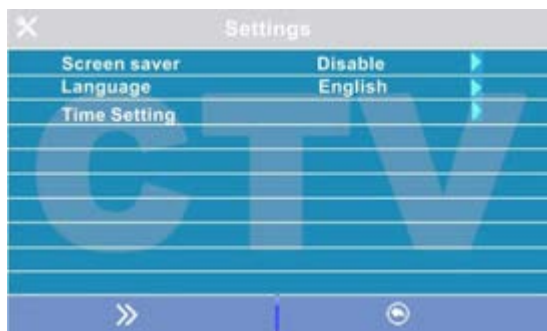 Settings
Screen saver Disable
Language English
Time Setting
CTV